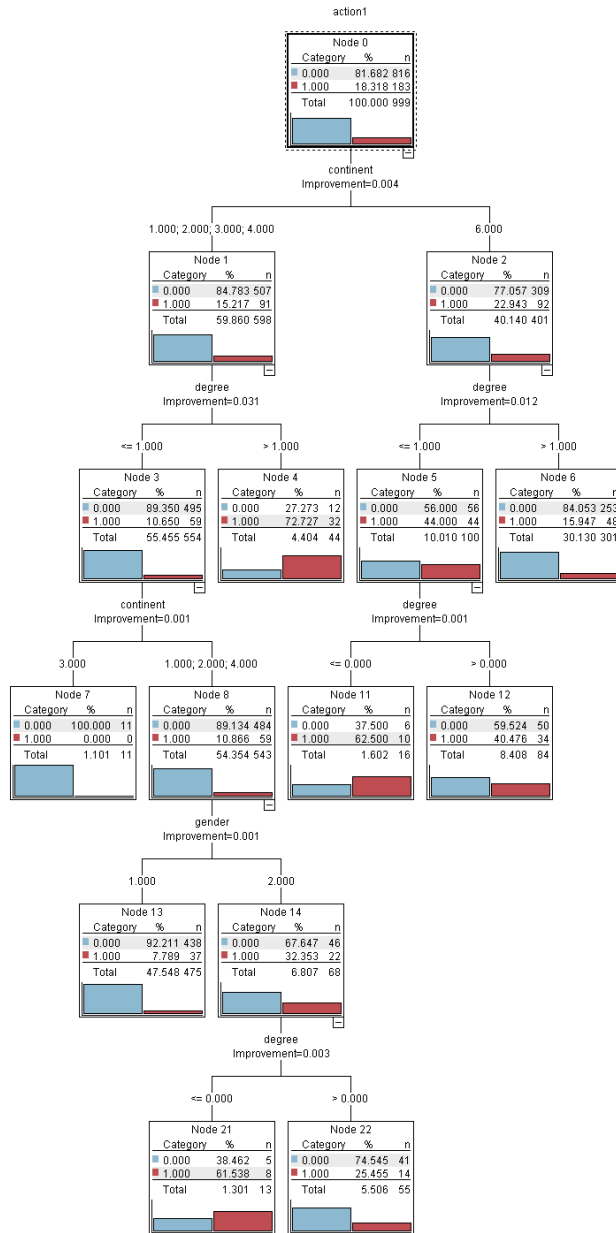 action1
Node 0
Category % n
0.000 81.682 816
1.000 18.318 183
Total 100.000 999
continent
Improvement=0.004
1.000; 2.000; 3.000; 4.000 6.000
Node 1
Category % n
0.000 84.783 507
1.000 15.217 91
Total 59.860 598
Node 2
Category % n
0.000 77.057 309
1.000 22.943 92
Total 40.140 401
degree
Improvement=0.031
degree
Improvement=0.012
<= 1.000 > 1.000 <= 1.000 > 1.000
Node 3
Category % n
0.000 89.350 495
1.000 10.650 59
Total 55.455 554
Node 4
Category % n
0.000 27.273 12
1.000 72.727 32
Total 4.404 44
Node 5
Category % n
0.000 56.000 56
1.000 44.000 44
Total 10.010 100
Node 6
Category % n
0.000 84.053 253
1.000 15.947 48
Total 30.130 301
continent
Improvement=0.001
degree
Improvement=0.001
3.000 1.000; 2.000; 4.000 <= 0.000 > 0.000
Node 7
Category % n
0.000 100.000 11
1.000 0.000 0
Total 1.101 11
Node 8
Category % n
0.000 89.134 484
1.000 10.866 59
Total 54.354 543
Node 11
Category % n
0.000 37.500 6
1.000 62.500 10
Total 1.602 16
Node 12
Category % n
0.000 59.524 50
1.000 40.476 34
Total 8.408 84
gender
Improvement=0.001
1.000 2.000
Node 13
Category % n
0.000 92.211 438
1.000 7.789 37
Total 47.548 475
Node 14
Category % n
0.000 67.647 46
1.000 32.353 22
Total 6.807 68
degree
Improvement=0.003
<= 0.000 > 0.000
Node 21
Category % n
0.000 38.462 5
1.000 61.538 8
Total 1.301 13
Node 22
Category % n
0.000 74.545 41
1.000 25.455 14
Total 5.506 55